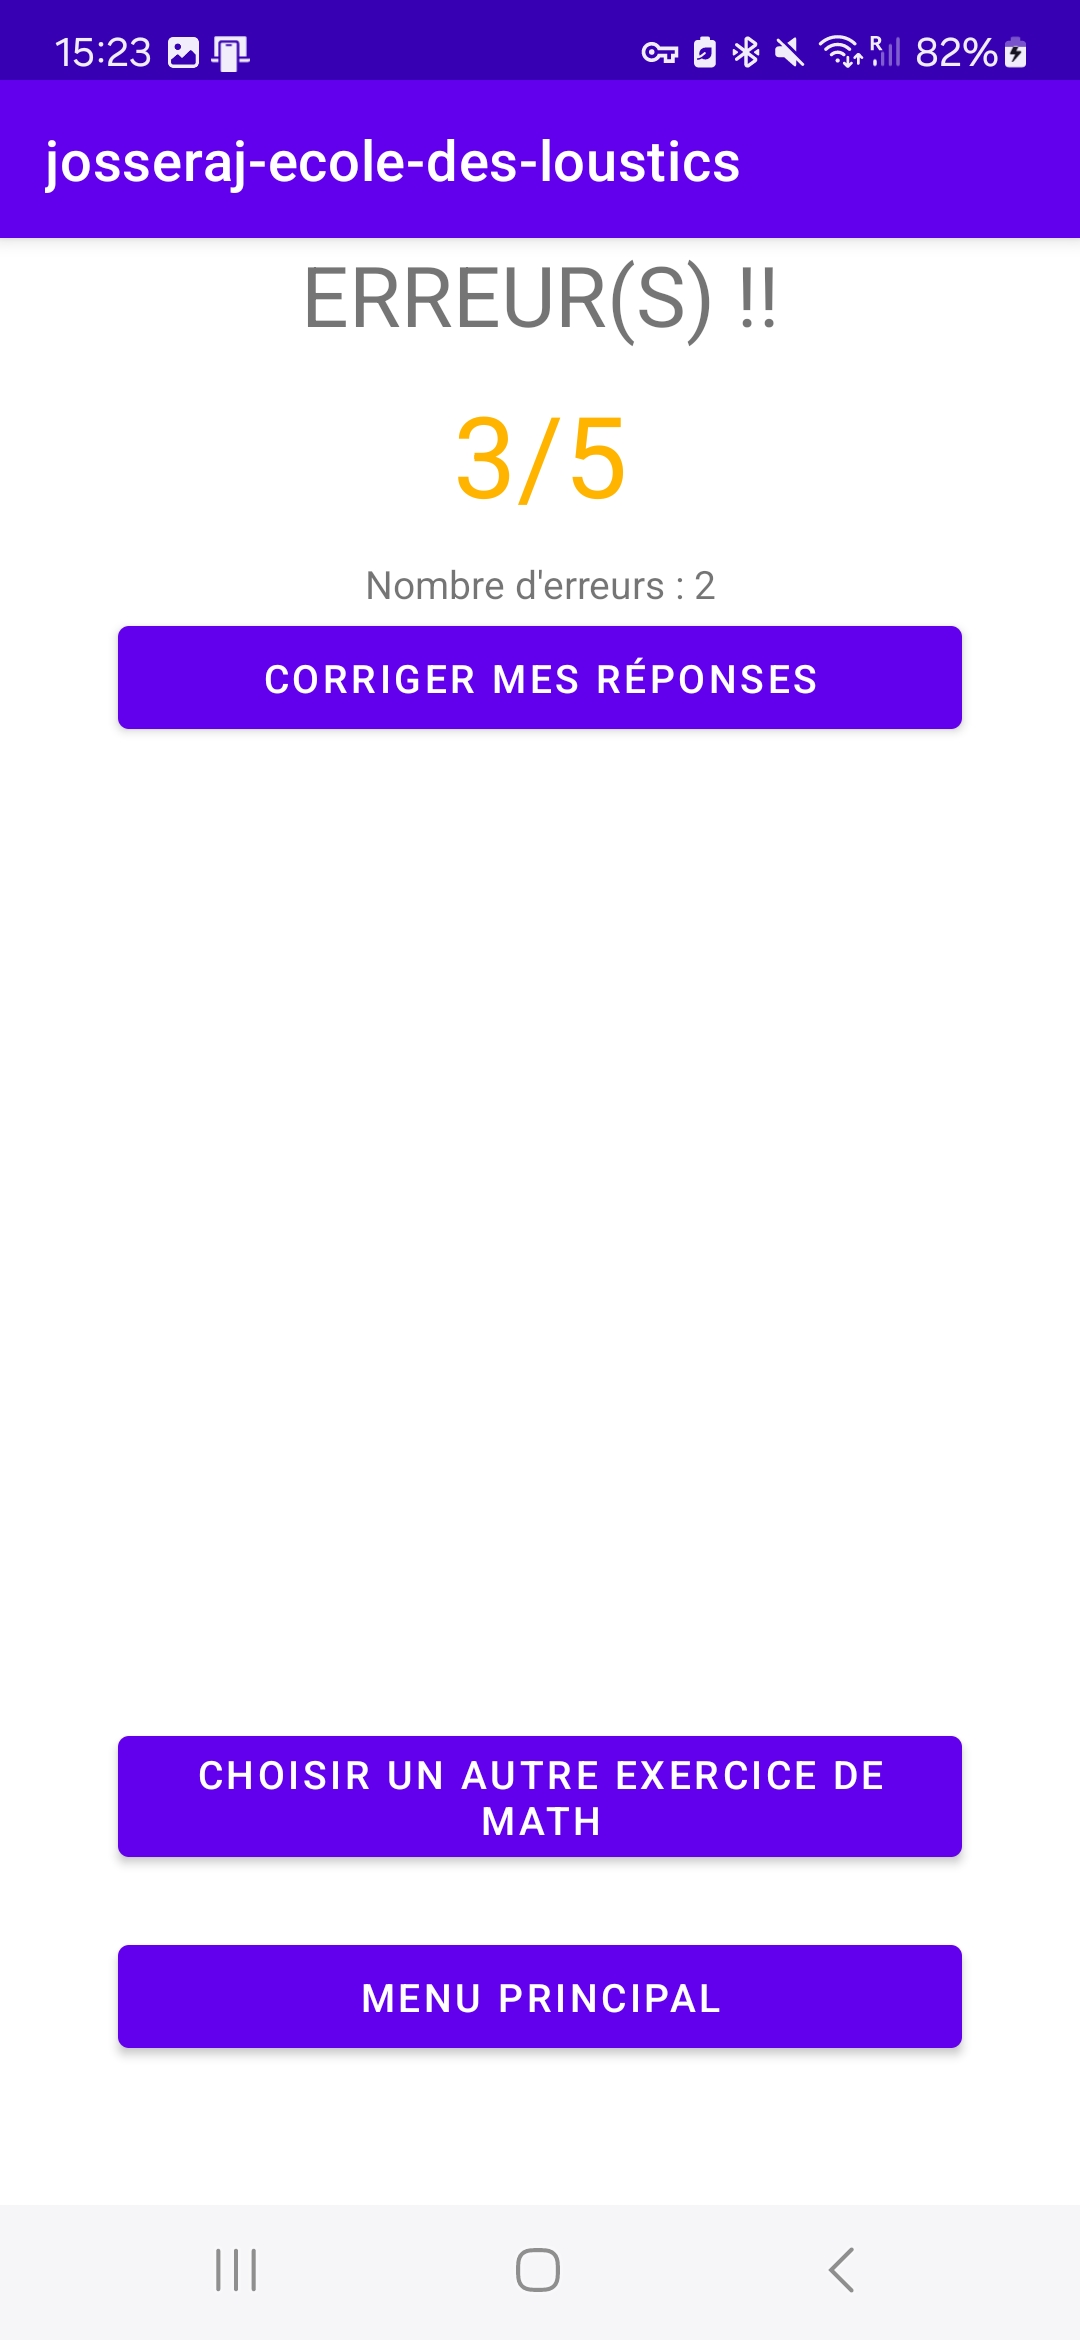 15:23
R
82%
josseraj-ecole-des-loustics
ERREUR(S) !!
3/5
Nombre d'erreurs : 2
CORRIGER MES RÉPONSES
CHOISIR UN AUTRE EXERCICE DE
MATH
MENU PRINCIPAL